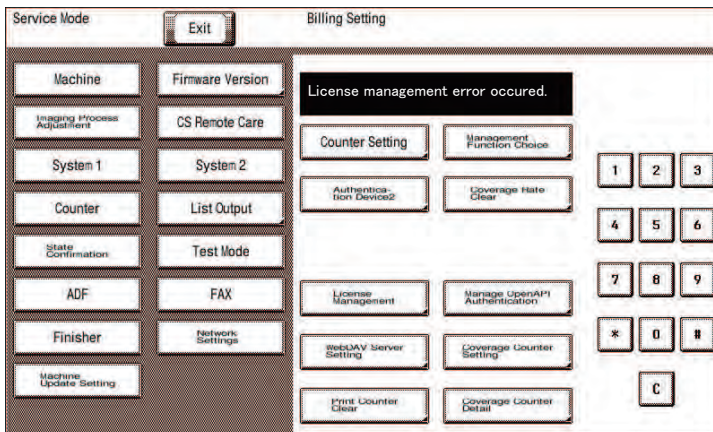 Service Mode
Exit
Billing Setting
Machine
Firmware Version
Imaging Process
Adjustment
CS Remote Care
System 1
System 2
Counter
List Output
State
Confirmation
Test Mode
ADF
FAX
Finisher
Network
Settings
Machine
Update Setting
License management error occured.
Counter Setting
Management
Function Choice
Authentica-
tion Device2
Coverage Rate
Clear
License
Management
Manage OpenAPI
Authentication
WebDAV Server
Setting
Coverage Counter
Setting
Print Counter
Clear
Coverage Counter
Detail
1 2 3
4 5 6
7 8 9
* 0 #
C